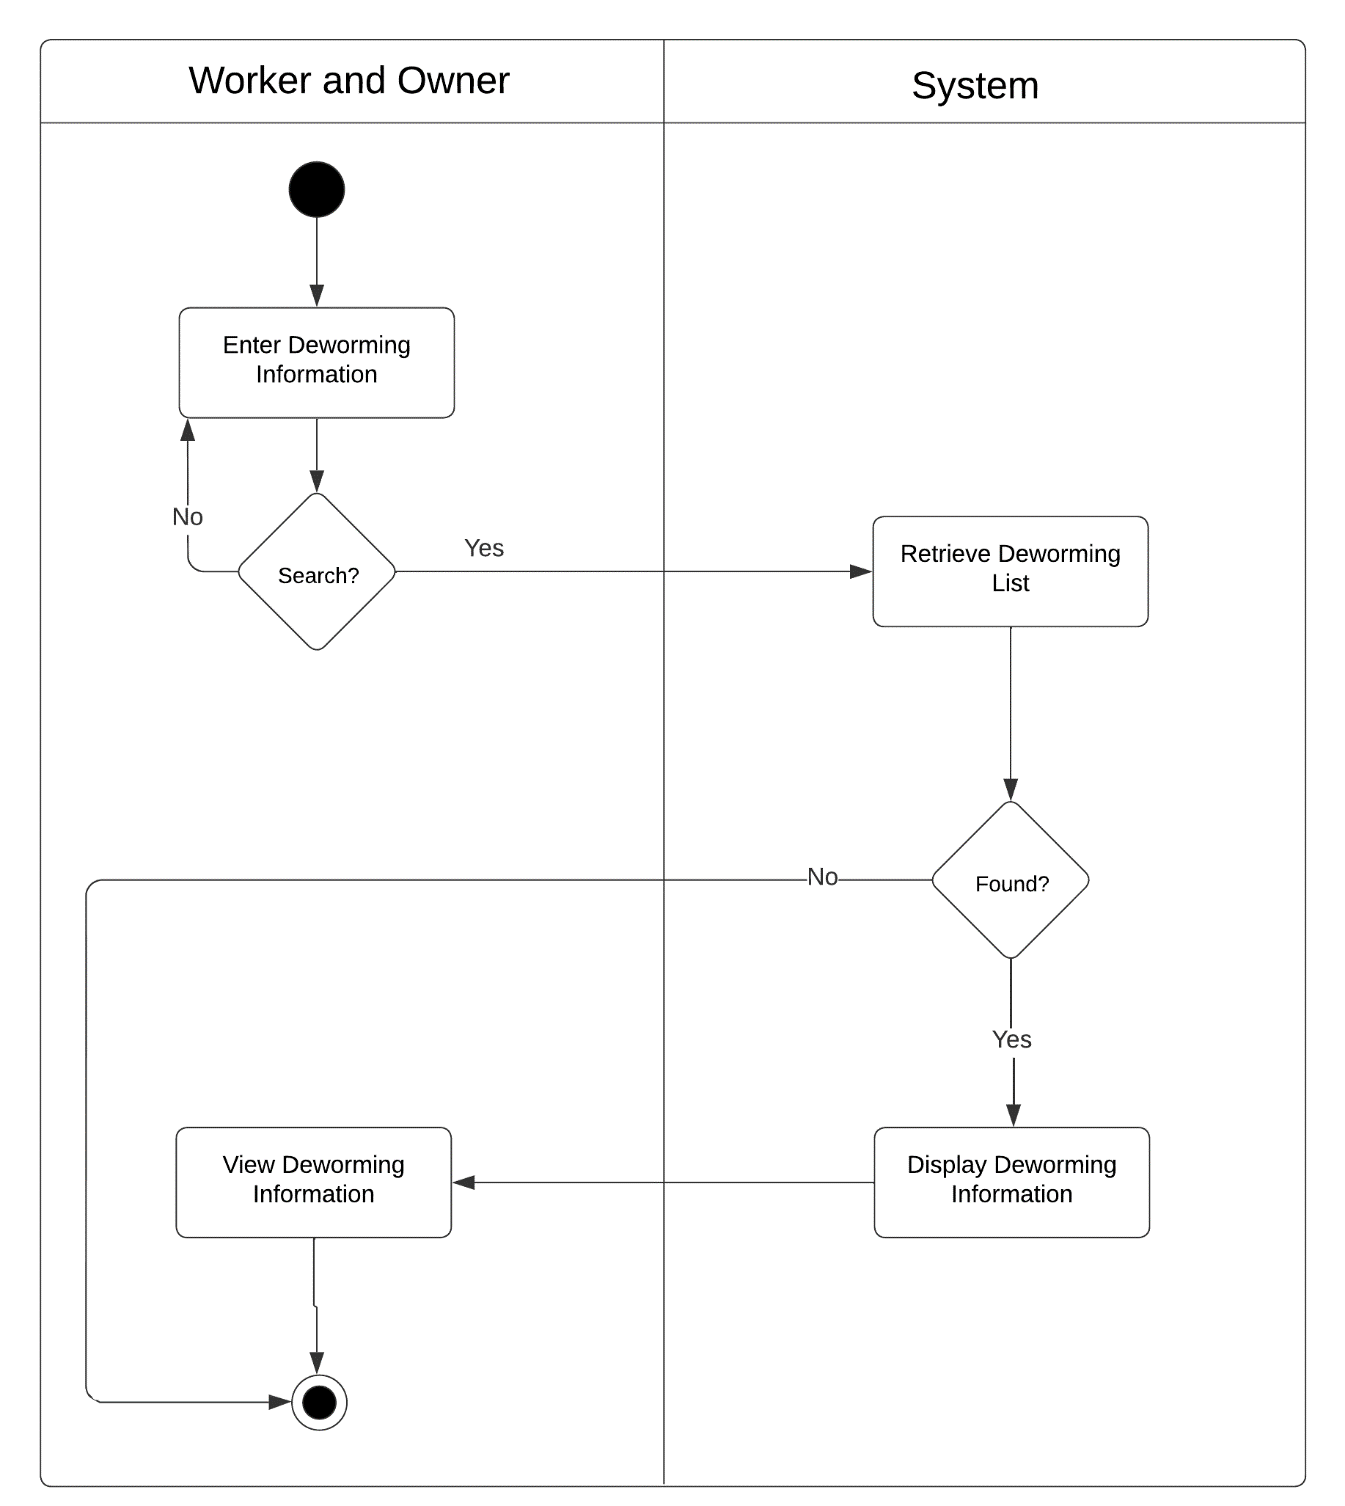 Worker and Owner
System
Enter Deworming
Information
No
Yes
Search?
Retrieve Deworming
List
No
Found?
Yes
View Deworming
Information
Display Deworming
Information